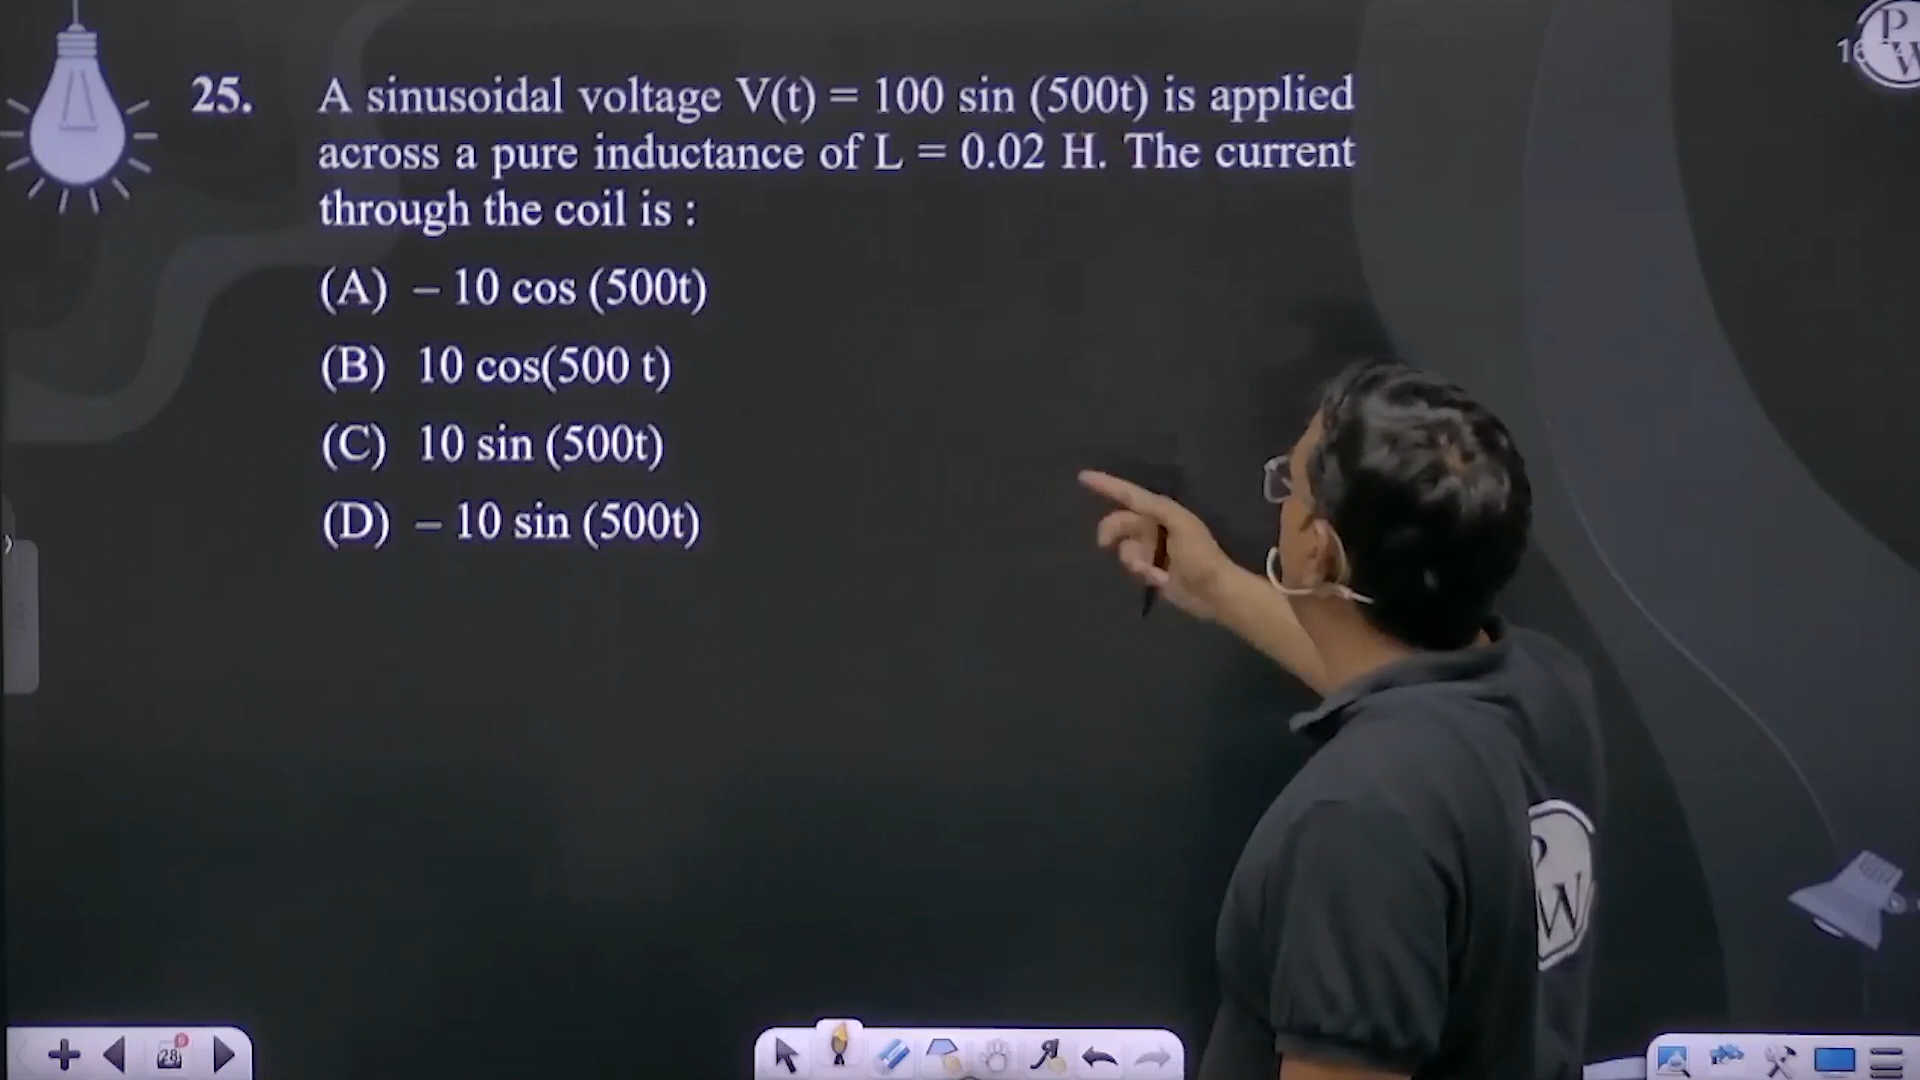 25. A sinusoidal voltage V(t) = 100 sin (500t) is applied
across a pure inductance of L = 0.02 H. The current
through the coil is :
(A) – 10 cos (500t)
(B) 10 cos(500 t)
(C) 10 sin (500t)
(D) – 10 sin (500t)
P
W
P
W
28